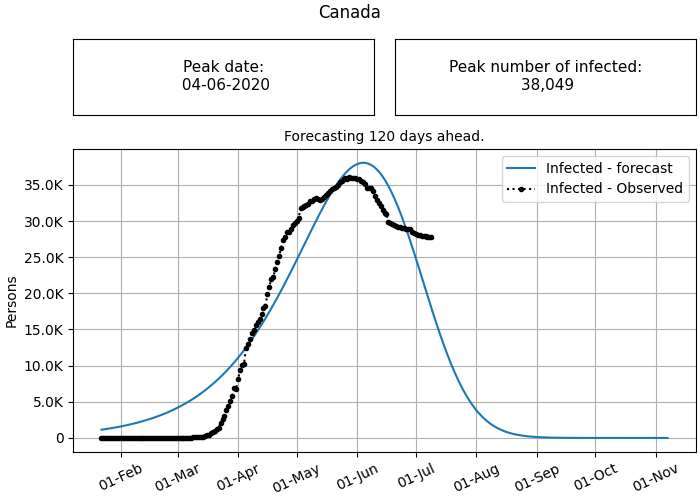 Canada
Peak date:
04-06-2020
Peak number of infected:
38,049
Forecasting 120 days ahead.
Infected - forecast
Infected - Observed
Persons
35.0K
30.0K
25.0K
20.0K
15.0K
10.0K
5.0K
0
01-Feb
01-Mar
01-Apr
01-May
01-Jun
01-Jul
01-Aug
01-Sep
01-Oct
01-Nov